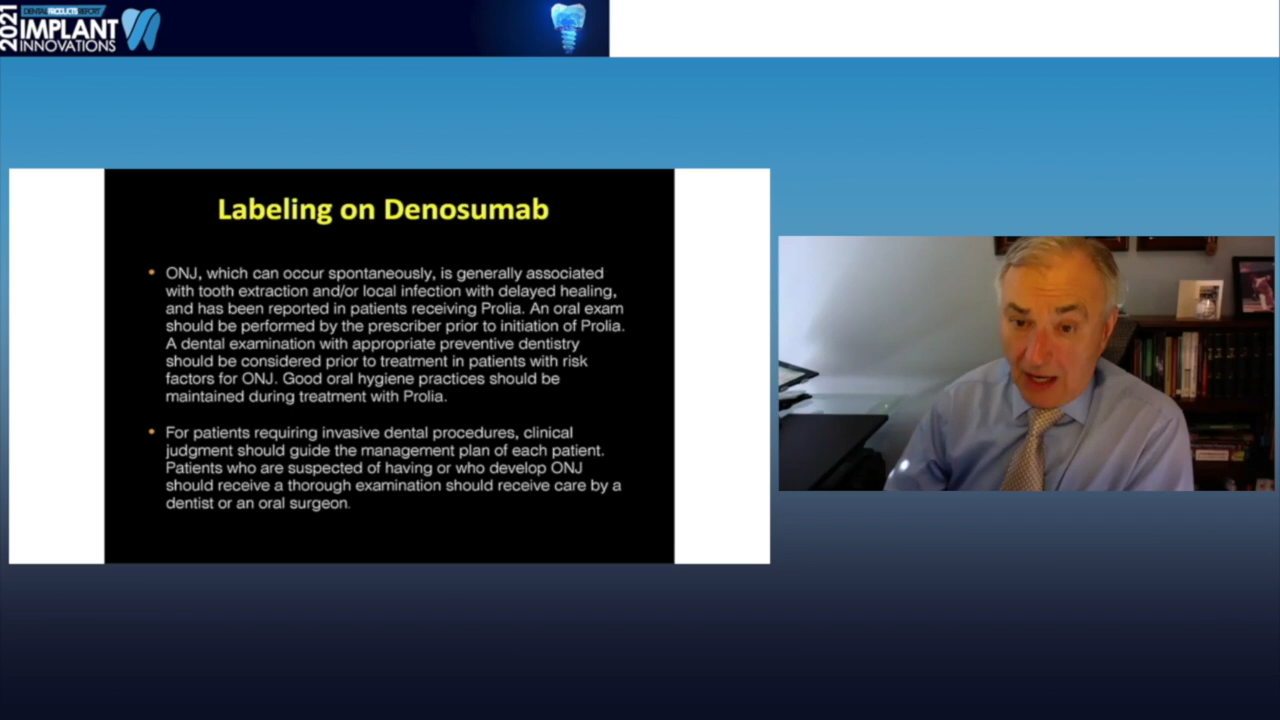 2021
DENTAL PRODUCTS REPORT
IMPLANT
INNOVATIONS
Labeling on Denosumab
• ONJ, which can occur spontaneously, is generally associated
with tooth extraction and/or local infection with delayed healing,
and has been reported in patients receiving Prolia. An oral exam
should be performed by the prescriber prior to initiation of Prolia.
A dental examination with appropriate preventive dentistry
should be considered prior to treatment in patients with risk
factors for ONJ. Good oral hygiene practices should be
maintained during treatment with Prolia.
• For patients requiring invasive dental procedures, clinical
judgment should guide the management plan of each patient.
Patients who are suspected of having or who develop ONJ
should receive a thorough examination should receive care by a
dentist or an oral surgeon.